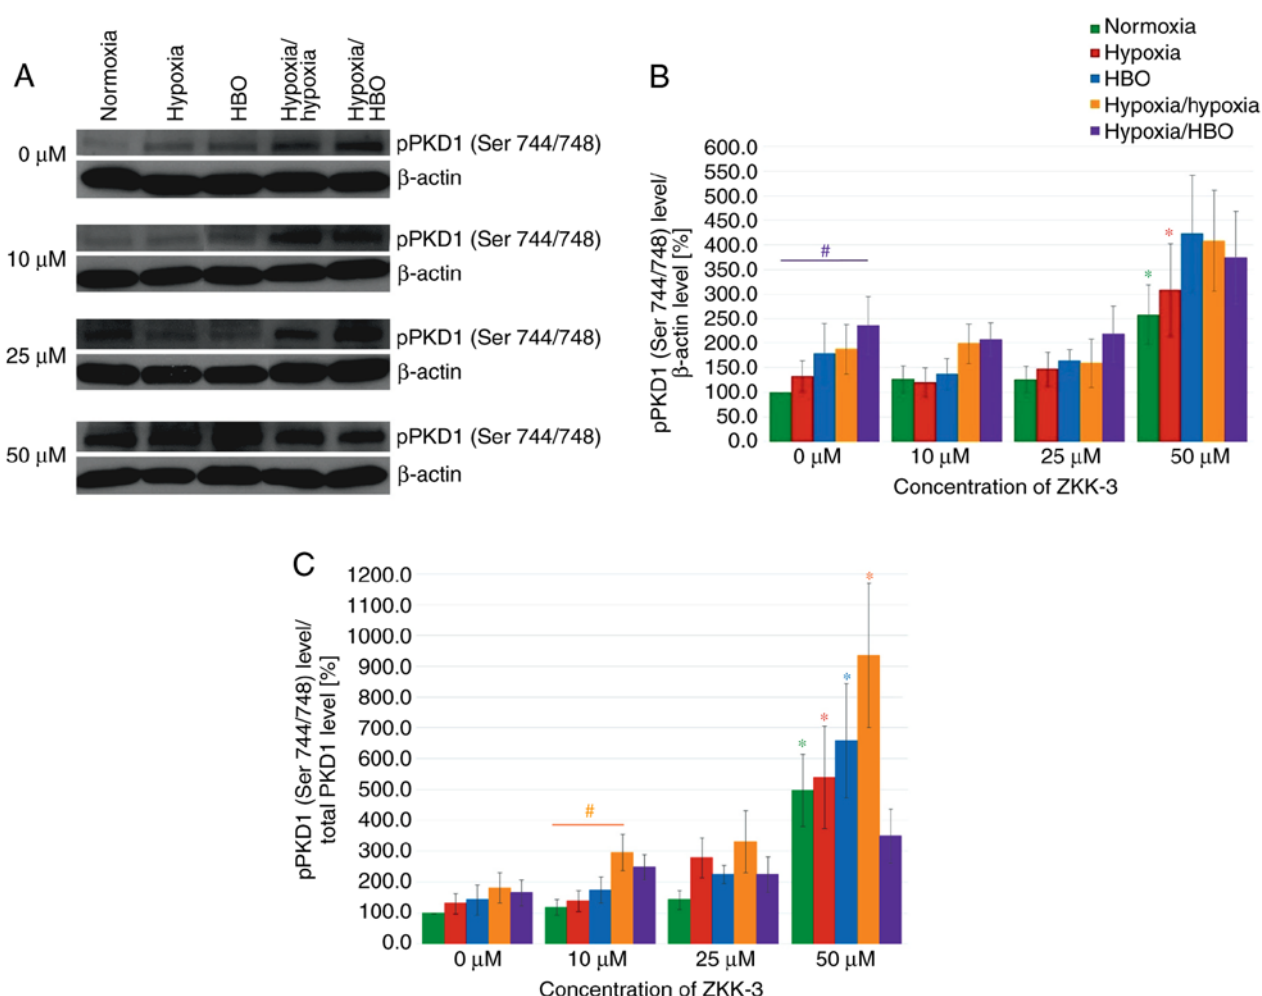 A
Normoxia
Hypoxia
HBO
Hypoxia/
hypoxia
Hypoxia/
HBO
0 μM
pPKD1 (Ser 744/748)
β-actin
10 μM
pPKD1 (Ser 744/748)
β-actin
25 μM
pPKD1 (Ser 744/748)
β-actin
50 μM
pPKD1 (Ser 744/748)
β-actin
B
Normoxia
Hypoxia
HBO
Hypoxia/hypoxia
Hypoxia/HBO
pPKD1 (Ser 744/748) level/
β-actin level [%]
600.0
550.0
500.0
450.0
400.0
350.0
300.0
250.0
200.0
150.0
100.0
50.0
0.0
#
*
*
0 μM
10 μM
25 μM
50 μM
Concentration of ZKK-3
C
pPKD1 (Ser 744/748) level/
total PKD1 level [%]
1200.0
1100.0
1000.0
900.0
800.0
700.0
600.0
500.0
400.0
300.0
200.0
100.0
0.0
#
*
*
*
*
0 μM
10 μM
25 μM
50 μM
Concentration of ZKK-3